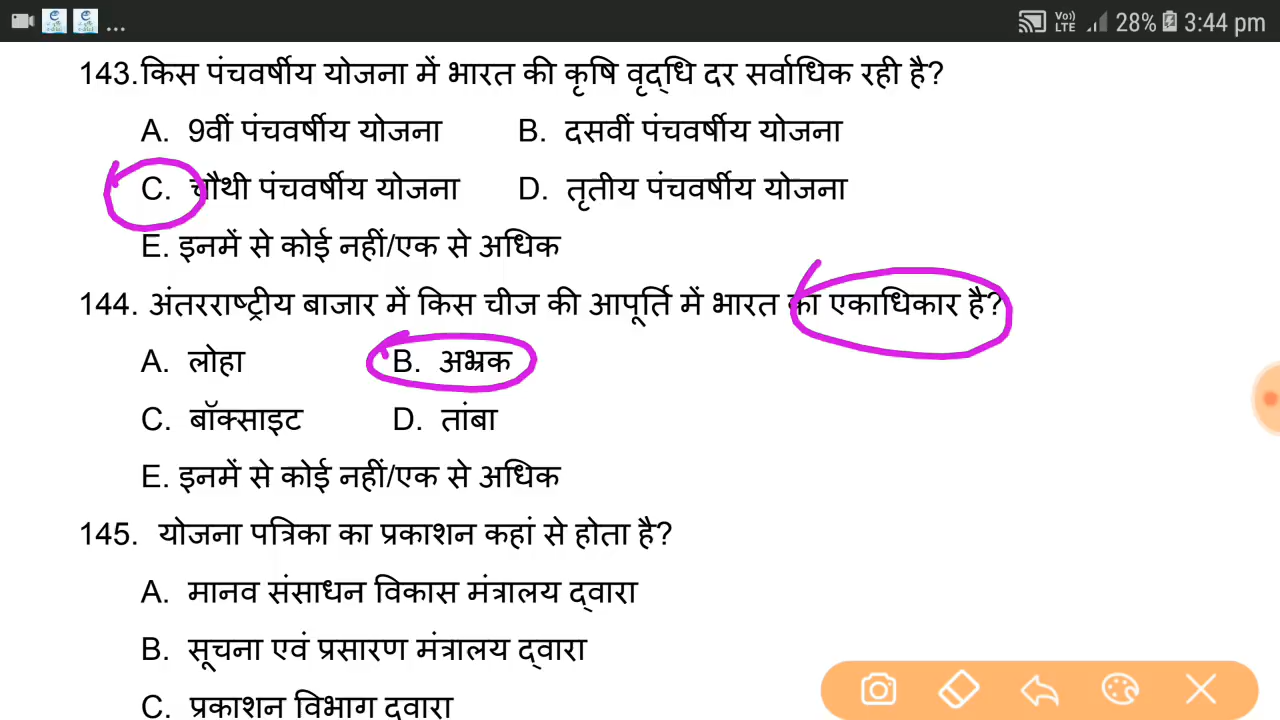 ... Vo) LTE 28% 3:44 pm
143.किस पंचवर्षीय योजना में भारत की कृषि वृद्धि दर सर्वाधिक रही है?
A. 9वीं पंचवर्षीय योजना B. दसवीं पंचवर्षीय योजना
C. चौथी पंचवर्षीय योजना D. तृतीय पंचवर्षीय योजना
E. इनमें से कोई नहीं/एक से अधिक
144. अंतरराष्ट्रीय बाजार में किस चीज की आपूर्ति में भारत का एकाधिकार है?
A. लोहा B. अभ्रक
C. बॉक्साइट D. तांबा
E. इनमें से कोई नहीं/एक से अधिक
145. योजना पत्रिका का प्रकाशन कहां से होता है?
A. मानव संसाधन विकास मंत्रालय द्वारा
B. सूचना एवं प्रसारण मंत्रालय द्वारा
C. प्रकाशन विभाग द्वारा